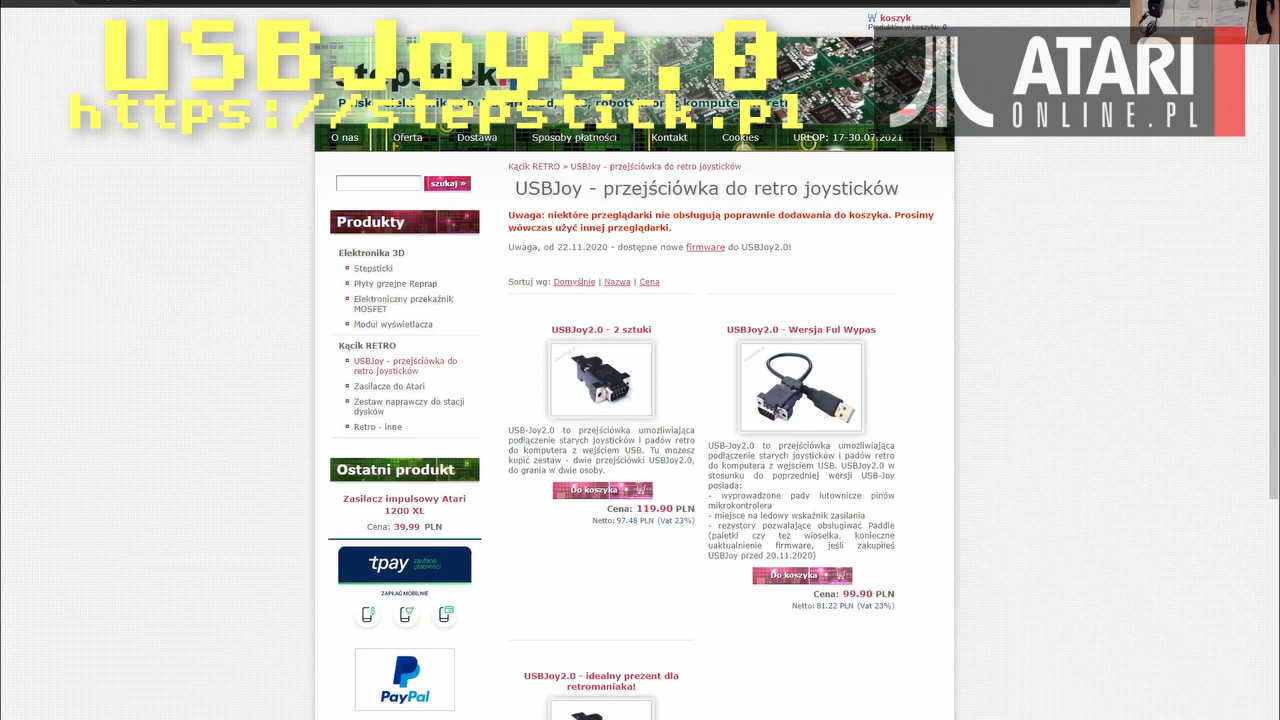 koszyk
Produktów w koszyku: 0
USBJoy2.0
https://stepstick.pl
stepstick.
ATARI
ONLINE.PL
O nas
Oferta
Dostawa
Sposoby płatności
Kontakt
Cookies
URLOP: 17-30.07.2021
Kącik RETRO » USBJoy - przejściówka do retro joysticków
USBJoy - przejściówka do retro joysticków
szukaj »
Uwaga: niektóre przeglądarki nie obsługują poprawnie dodawania do koszyka. Prosimy
wówczas użyć innej przeglądarki.
Uwaga, od 22.11.2020 - dostępne nowe firmware do USBJoy2.0!
Sortuj wg: Domyślnie | Nazwa | Cena
Produkty
Elektronika 3D
Stepsticki
Płyty grzejne Reprap
Elektroniczny przekaźnik
MOSFET
Moduł wyświetlacza
Kącik RETRO
USBJoy - przejściówka do
retro joysticków
Zasilacze do Atari
Zestaw naprawczy do stacji
dysków
Retro - inne
Ostatni produkt
Zasilacz impulsowy Atari
1200 XL
Cena: 39.99 PLN
tpay zaufane
płatności
ZAPŁAĆ MOBILNIE
PayPal
USBJoy2.0 - 2 sztuki
USB-Joy2.0 to przejściówka umożliwiająca
podłączenie starych joysticków i padów retro
do komputera z wejściem USB. Tu możesz
kupić zestaw - dwie przejściówki USBJoy2.0,
do grania w dwie osoby.
Do koszyka
Cena: 119.90 PLN
Netto: 97.48 PLN (Vat 23%)
USBJoy2.0 - Wersja Ful Wypas
USB-Joy2.0 to przejściówka umożliwiająca
podłączenie starych joysticków i padów retro
do komputera z wejściem USB. USBJoy2.0 w
stosunku do poprzedniej wersji USB-Joy
posiada:
- wyprowadzone pady lutownicze pinów
mikrokontrolera
- miejsce na ledowy wskaźnik zasilania
- rezystory pozwalające obsługiwać Paddle
(paletki czy też wiosełka, konieczne
uaktualnienie firmware, jeśli zakupiłeś
USBJoy przed 20.11.2020)
Do koszyka
Cena: 99.90 PLN
Netto: 81.22 PLN (Vat 23%)
USBJoy2.0 - idealny prezent dla
retromaniaka!